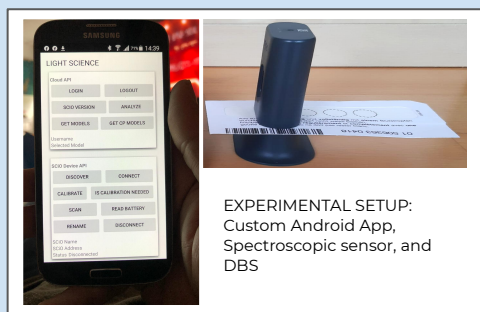 SAMSUNG
14:39
LIGHT SCIENCE
Cloud API
LOGIN
LOGOUT
SCIO VERSION
ANALYZE
GET MODELS
GET CP MODELS
Username
Selected Model
SCIO Device API
DISCOVER
CONNECT
CALIBRATE
IS CALIBRATION NEEDED
SCAN
READ BATTERY
RENAME
DISCONNECT
SCIO Name
SCIO Address
Status Disconnected
EXPERIMENTAL SETUP:
Custom Android App,
Spectroscopic sensor, and
DBS